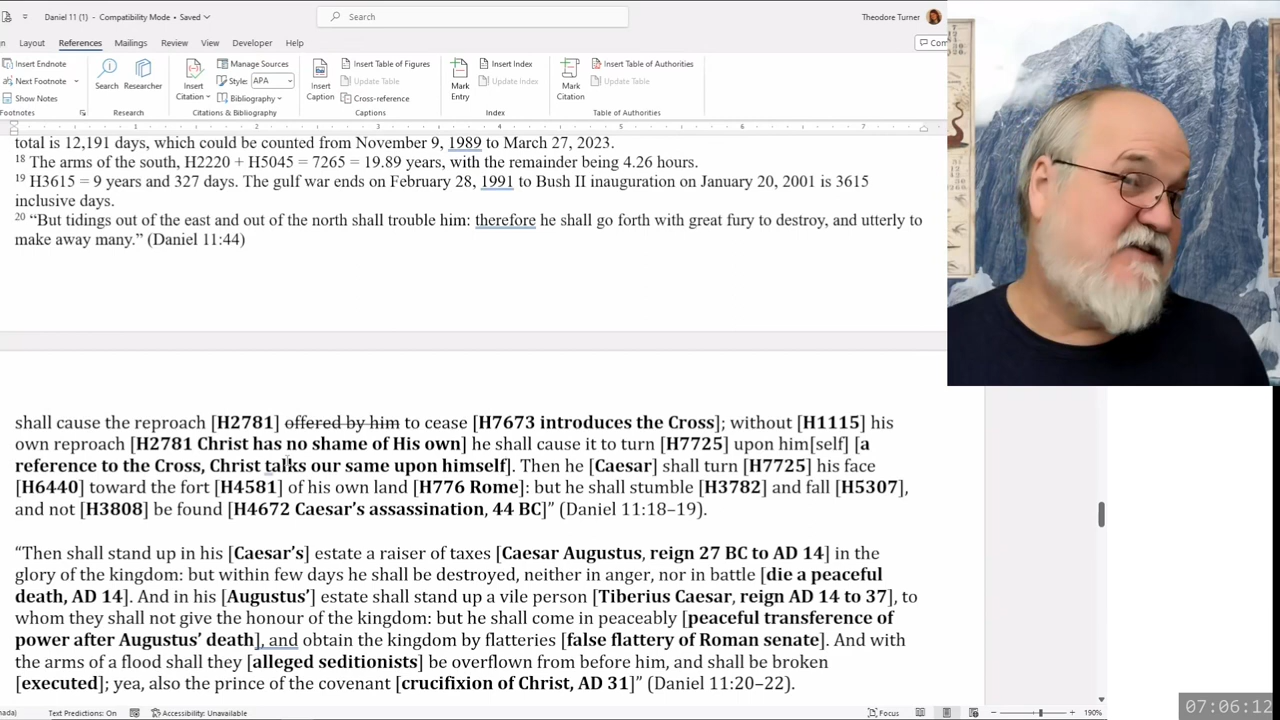 Daniel 11 (1) - Compatibility Mode • Saved
Search
Theodore Turner
Layout References Mailings Review View Developer Help
Insert Endnote
Next Footnote
Show Notes
Search
Researcher
Research
Insert Citation
Manage Sources
Style: APA
Bibliography
Citations & Bibliography
Insert Caption
Insert Table of Figures
Update Table
Cross-reference
Captions
Mark Entry
Insert Index
Update Index
Index
Mark Citation
Insert Table of Authorities
Update Table
Table of Authorities
total is 12,191 days, which could be counted from November 9, 1989 to March 27, 2023.
18 The arms of the south, H2220 + H5045 = 7265 = 19.89 years, with the remainder being 4.26 hours.
19 H3615 = 9 years and 327 days. The gulf war ends on February 28, 1991 to Bush II inauguration on January 20, 2001 is 3615
inclusive days.
20 “But tidings out of the east and out of the north shall trouble him: therefore he shall go forth with great fury to destroy, and utterly to
make away many.” (Daniel 11:44)
shall cause the reproach [H2781] offered by him to cease [H7673 introduces the Cross]; without [H1115] his
own reproach [H2781 Christ has no shame of His own] he shall cause it to turn [H7725] upon him[self] [a
reference to the Cross, Christ talks our same upon himself]. Then he [Caesar] shall turn [H7725] his face
[H6440] toward the fort [H4581] of his own land [H776 Rome]: but he shall stumble [H3782] and fall [H5307],
and not [H3808] be found [H4672 Caesar’s assassination, 44 BC]” (Daniel 11:18–19).
“Then shall stand up in his [Caesar’s] estate a raiser of taxes [Caesar Augustus, reign 27 BC to AD 14] in the
glory of the kingdom: but within few days he shall be destroyed, neither in anger, nor in battle [die a peaceful
death, AD 14]. And in his [Augustus’] estate shall stand up a vile person [Tiberius Caesar, reign AD 14 to 37], to
whom they shall not give the honour of the kingdom: but he shall come in peaceably [peaceful transference of
power after Augustus’ death], and obtain the kingdom by flatteries [false flattery of Roman senate]. And with
the arms of a flood shall they [alleged seditionists] be overflown from before him, and shall be broken
[executed]; yea, also the prince of the covenant [crucifixion of Christ, AD 31]” (Daniel 11:20–22).
Text Predictions: On
Accessibility: Unavailable
Focus
190%
07:06:12